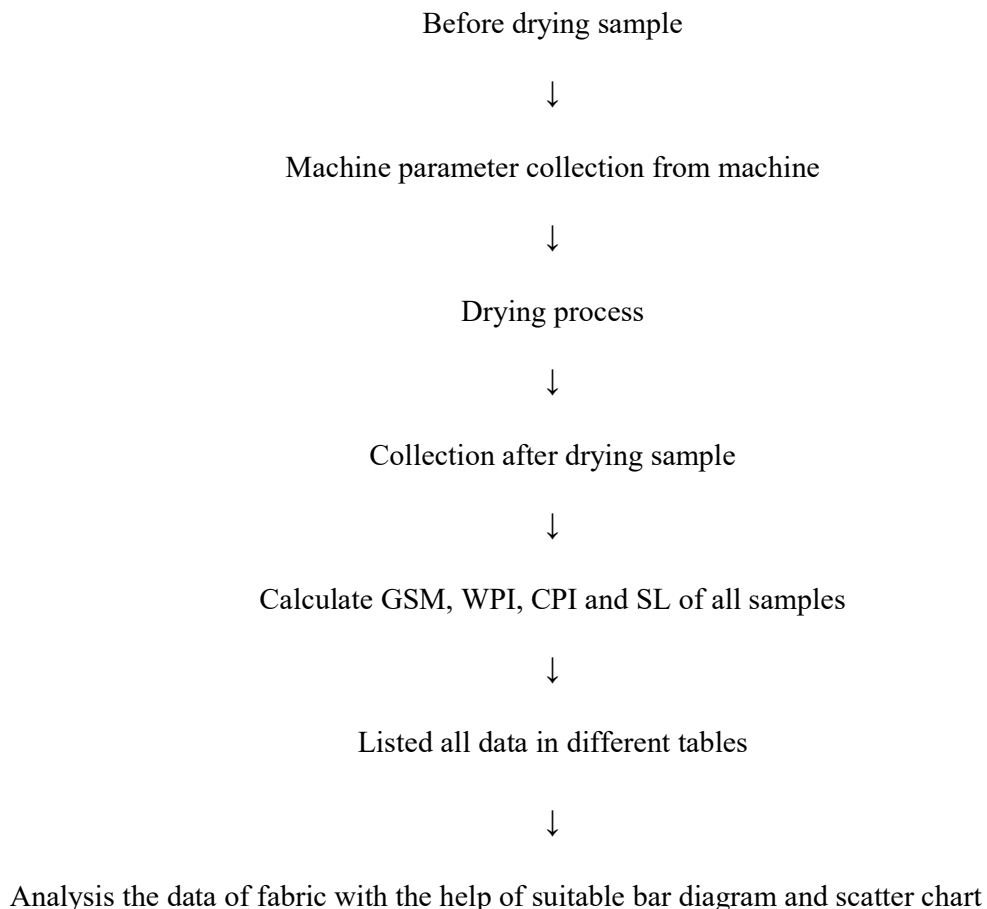 Before drying sample
↓
Machine parameter collection from machine
↓
Drying process
↓
Collection after drying sample
↓
Calculate GSM, WPI, CPI and SL of all samples
↓
Listed all data in different tables
↓
Analysis the data of fabric with the help of suitable bar diagram and scatter chart